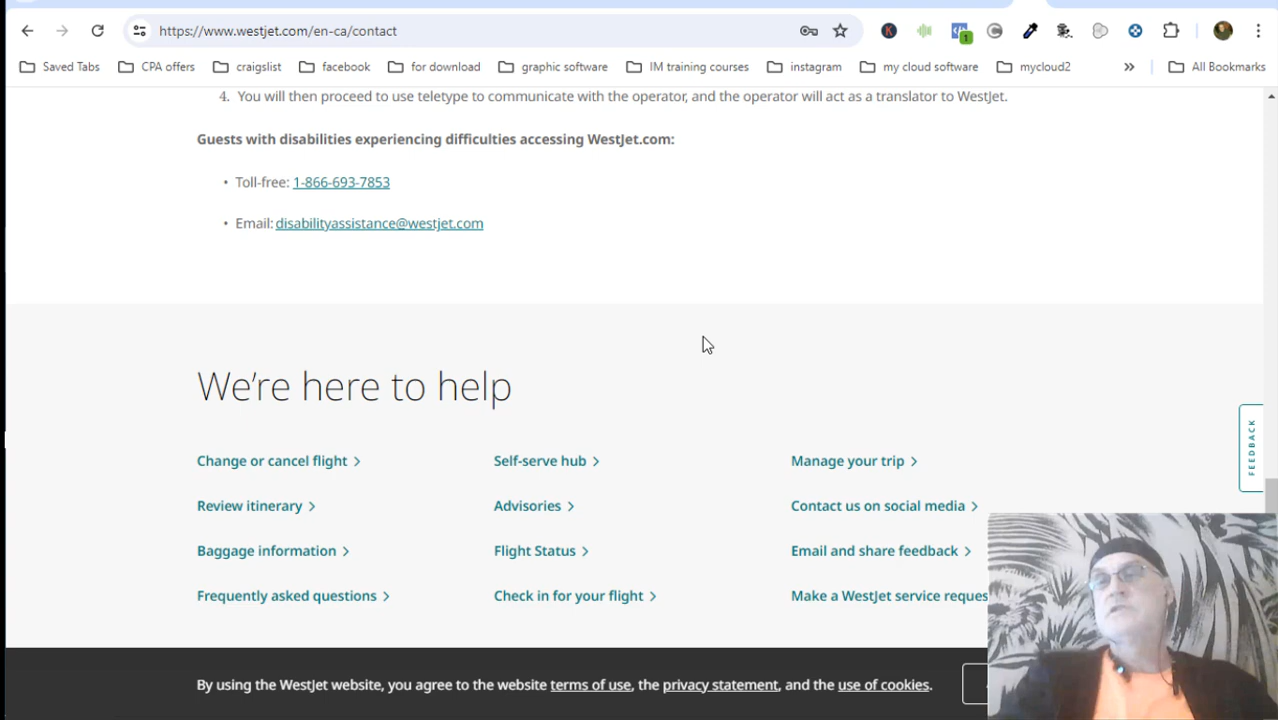 https://www.westjet.com/en-ca/contact
1
Saved Tabs CPA offers craigslist facebook for download graphic software IM training courses instagram my cloud software mycloud2 » All Bookmarks
4. You will then proceed to use teletype to communicate with the operator, and the operator will act as a translator to WestJet.
Guests with disabilities experiencing difficulties accessing WestJet.com:
• Toll-free: 1-866-693-7853
• Email: disabilityassistance@westjet.com
We're here to help
Change or cancel flight > Self-serve hub > Manage your trip >
Review itinerary > Advisories > Contact us on social media >
Baggage information > Flight Status > Email and share feedback >
Frequently asked questions > Check in for your flight > Make a WestJet service reques
FEEDBACK
By using the WestJet website, you agree to the website terms of use, the privacy statement, and the use of cookies.